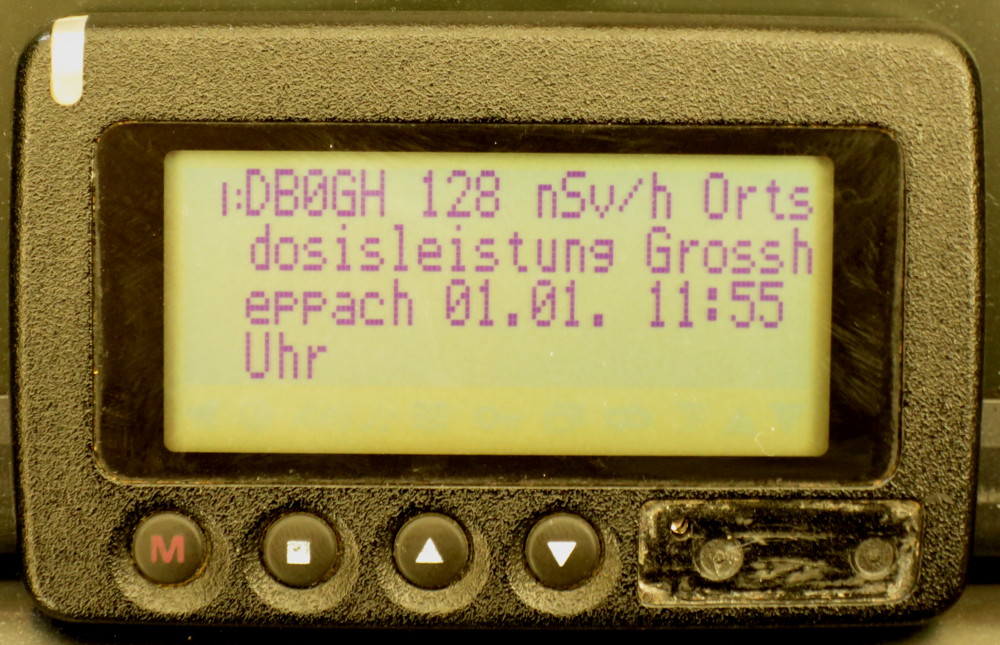 1:DB0GH 128 nSv/h Orts
dosisleistung Grossh
eppach 01.01. 11:55
Uhr
M